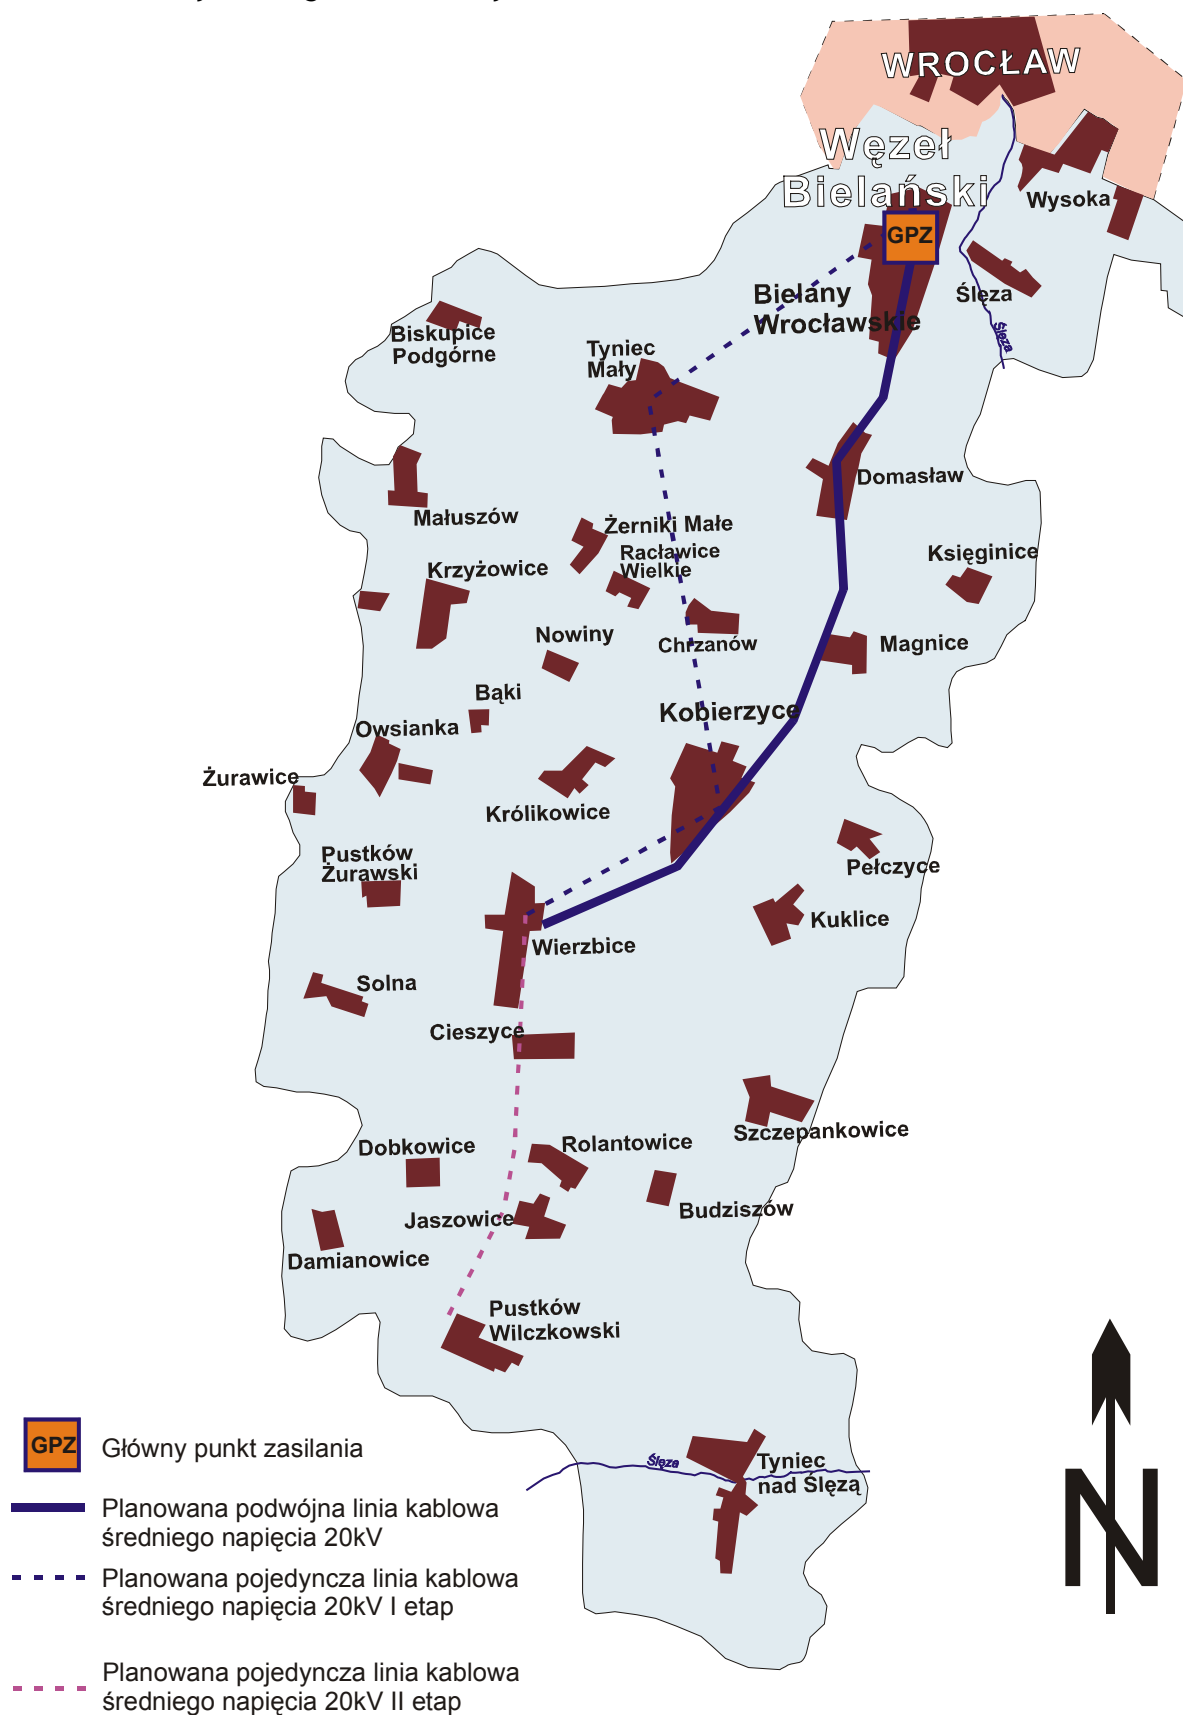 WROCŁAW
Węzeł
Bielański
Wysoka
GPZ
Ślęza
Ślęza
Bielany
Wrocławskie
Biskupice
Podgórne
Tyniec
Mały
Domasław
Małuszów
Żerniki Małe
Racławice
Wielkie
Księginice
Krzyżowice
Nowiny
Chrzanów
Magnice
Bąki
Kobierzyce
Owsianka
Żurawice
Królikowice
Pustków
Żurawski
Pełczyce
Kuklice
Wierzbice
Solna
Cieszyce
Szczepankowice
Dobkowice
Rolantowice
Jaszowice
Budziszów
Damianowice
Pustków
Wilczkowski
Ślęza
Tyniec
nad Ślęzą
N
GPZ
Główny punkt zasilania
Planowana podwójna linia kablowa
średniego napięcia 20kV
Planowana pojedyncza linia kablowa
średniego napięcia 20kV I etap
Planowana pojedyncza linia kablowa
średniego napięcia 20kV II etap